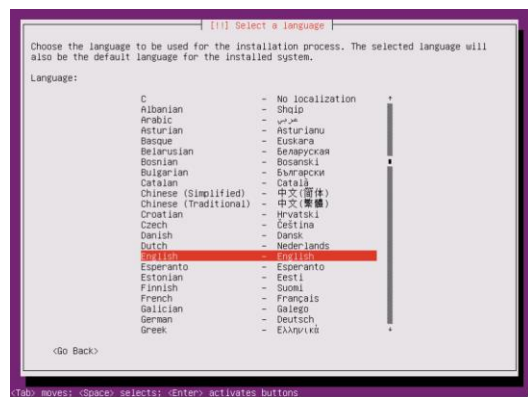 [!!] Select a language
Choose the language to be used for the installation process. The selected language will
also be the default language for the installed system.
Language:
C - No localization
Albanian - Shqip
Arabic - عربي
Asturian - Asturianu
Basque - Euskara
Belarusian - Беларуская
Bosnian - Bosanski
Bulgarian - Български
Catalan - Català
Chinese (Simplified) - 中文(简体)
Chinese (Traditional) - 中文(繁體)
Croatian - Hrvatski
Czech - Čeština
Danish - Dansk
Dutch - Nederlands
English - English
Esperanto - Esperanto
Estonian - Eesti
Finnish - Suomi
French - Français
Galician - Galego
German - Deutsch
Greek - Ελληνικά
<Go Back>
<Tab> moves; <Space> selects; <Enter> activates buttons